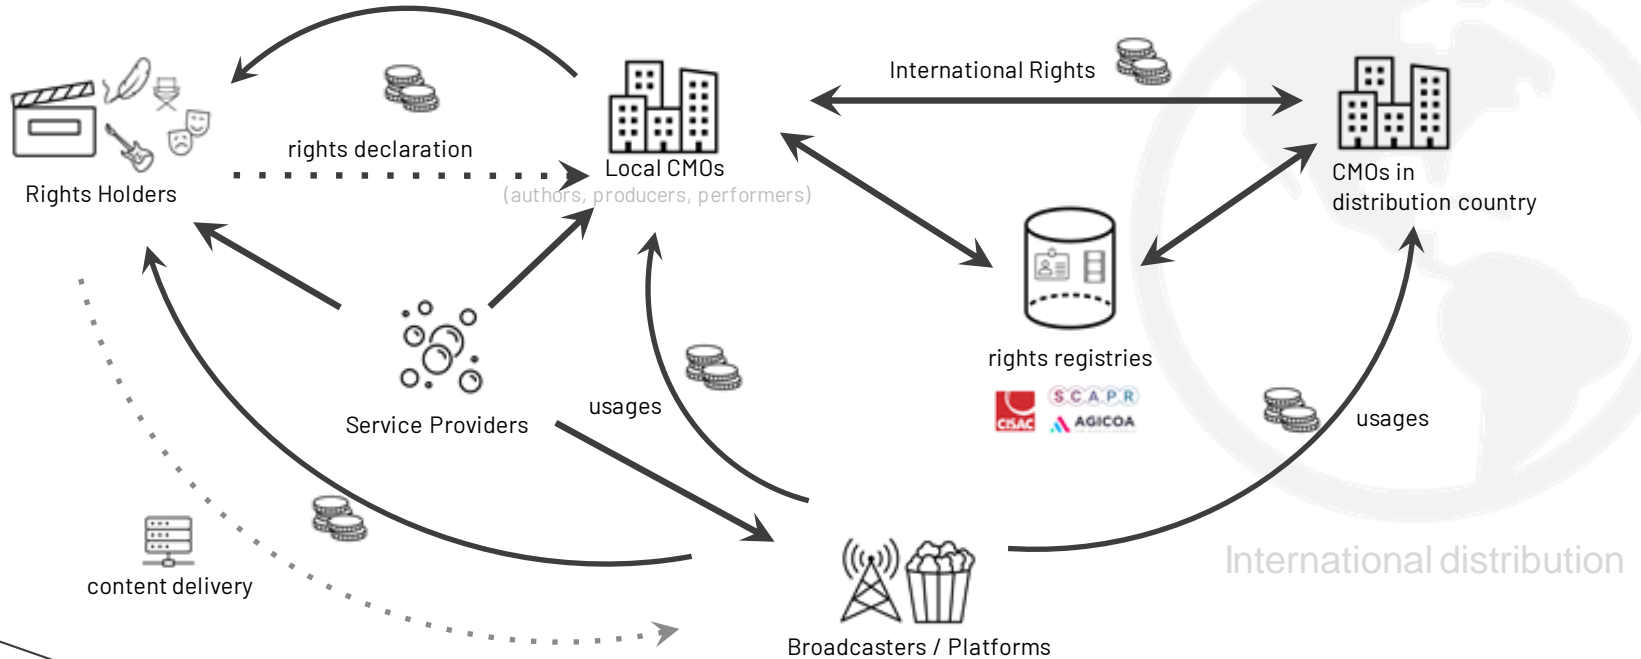 International Rights
rights declaration
Rights Holders
Local CMOs
(authors, producers, performers)
CMOs in
distribution country
rights registries
CISAC
SCAPR
AGICOA
usages
usages
Service Providers
content delivery
International distribution
Broadcasters / Platforms